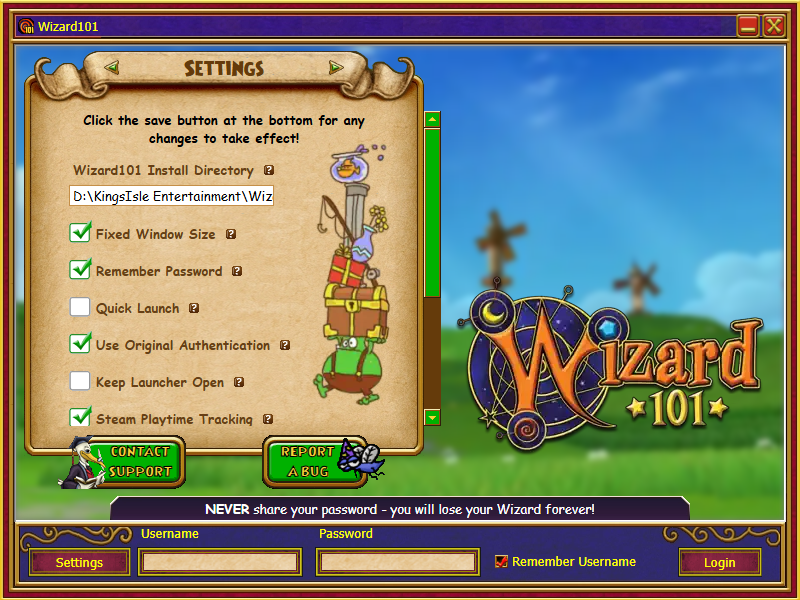 Wizard101
SETTINGS
Click the save button at the bottom for any
changes to take effect!
Wizard101 Install Directory ?
D:\KingsIsle Entertainment\Wiz
Fixed Window Size ?
Remember Password ?
Quick Launch ?
Use Original Authentication ?
Keep Launcher Open ?
Steam Playtime Tracking ?
CONTACT
SUPPORT
REPORT
A BUG
Wizard
101
NEVER share your password - you will lose your Wizard forever!
Username
Password
Settings
Remember Username
Login